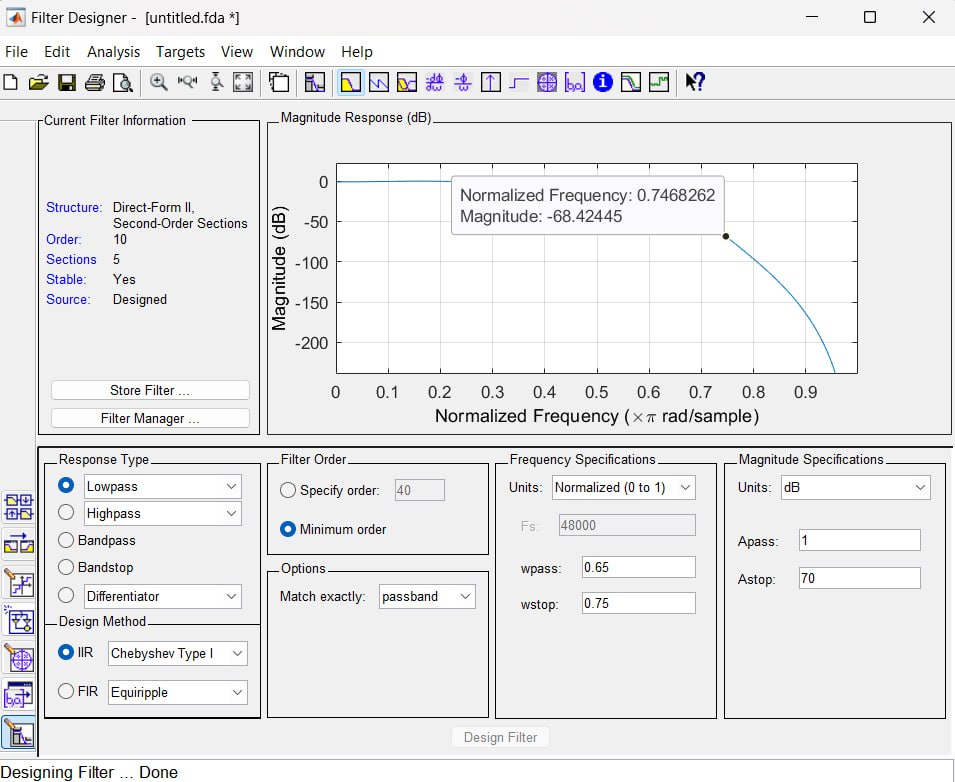 Filter Designer - [untitled.fda *]
File Edit Analysis Targets View Window Help
Current Filter Information
Structure: Direct-Form II,
Second-Order Sections
Order: 10
Sections 5
Stable: Yes
Source: Designed
Store Filter ...
Filter Manager ...
Magnitude Response (dB)
Normalized Frequency: 0.7468262
Magnitude: -68.42445
0
-50
-100
-150
-200
Magnitude (dB)
0 0.1 0.2 0.3 0.4 0.5 0.6 0.7 0.8 0.9
Normalized Frequency (×π rad/sample)
Response Type
Lowpass
Highpass
Bandpass
Bandstop
Differentiator
Design Method
IIR Chebyshev Type I
FIR Equiripple
Filter Order
Specify order: 40
Minimum order
Options
Match exactly: passband
Frequency Specifications
Units: Normalized (0 to 1)
Fs: 48000
wpass: 0.65
wstop: 0.75
Magnitude Specifications
Units: dB
Apass: 1
Astop: 70
Design Filter
Designing Filter ... Done